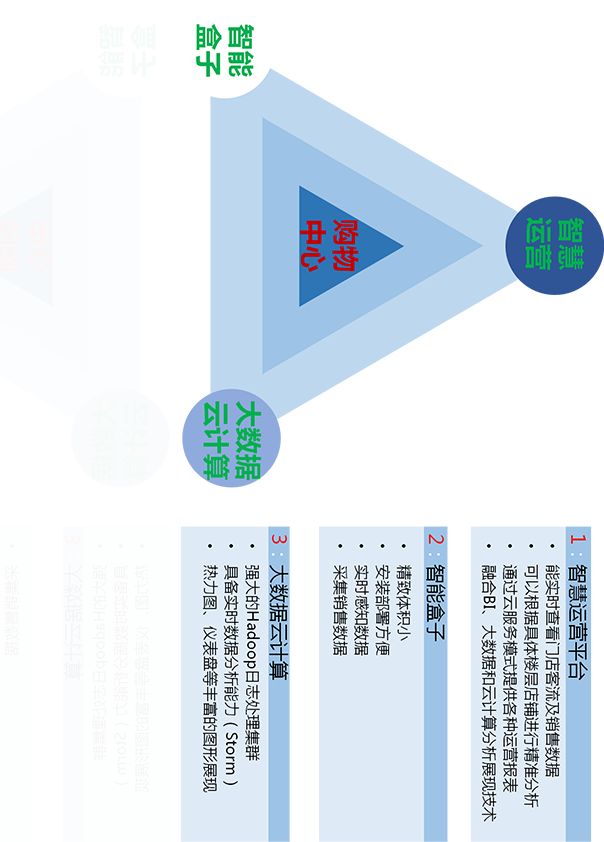 智慧
运营
智能
盒子
购物
中心
大数据
云计算
1：智慧运营平台
• 能实时查看门店客流及销售数据
• 可以根据具体楼层店铺进行精准分析
• 通过云服务模式提供各种运营报表
• 融合BI、大数据和云计算分析展现技术
2：智能盒子
• 精致体积小
• 安装部署方便
• 实时感知数据
• 采集销售数据
3：大数据云计算
• 强大的Hadoop日志处理集群
• 具备实时数据分析能力（Storm）
• 热力图、仪表盘等丰富的图形展现